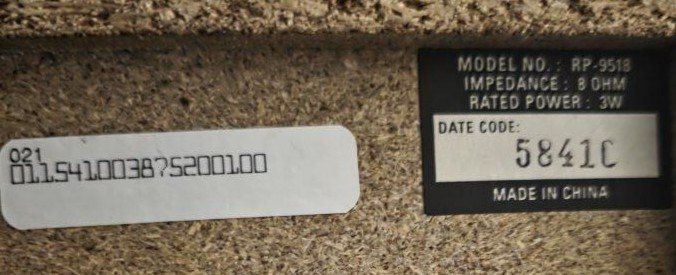 021
011541003875200100
MODEL NO. : RP-9518
IMPEDANCE : 8 OHM
RATED POWER : 3W
DATE CODE:
5841C
MADE IN CHINA